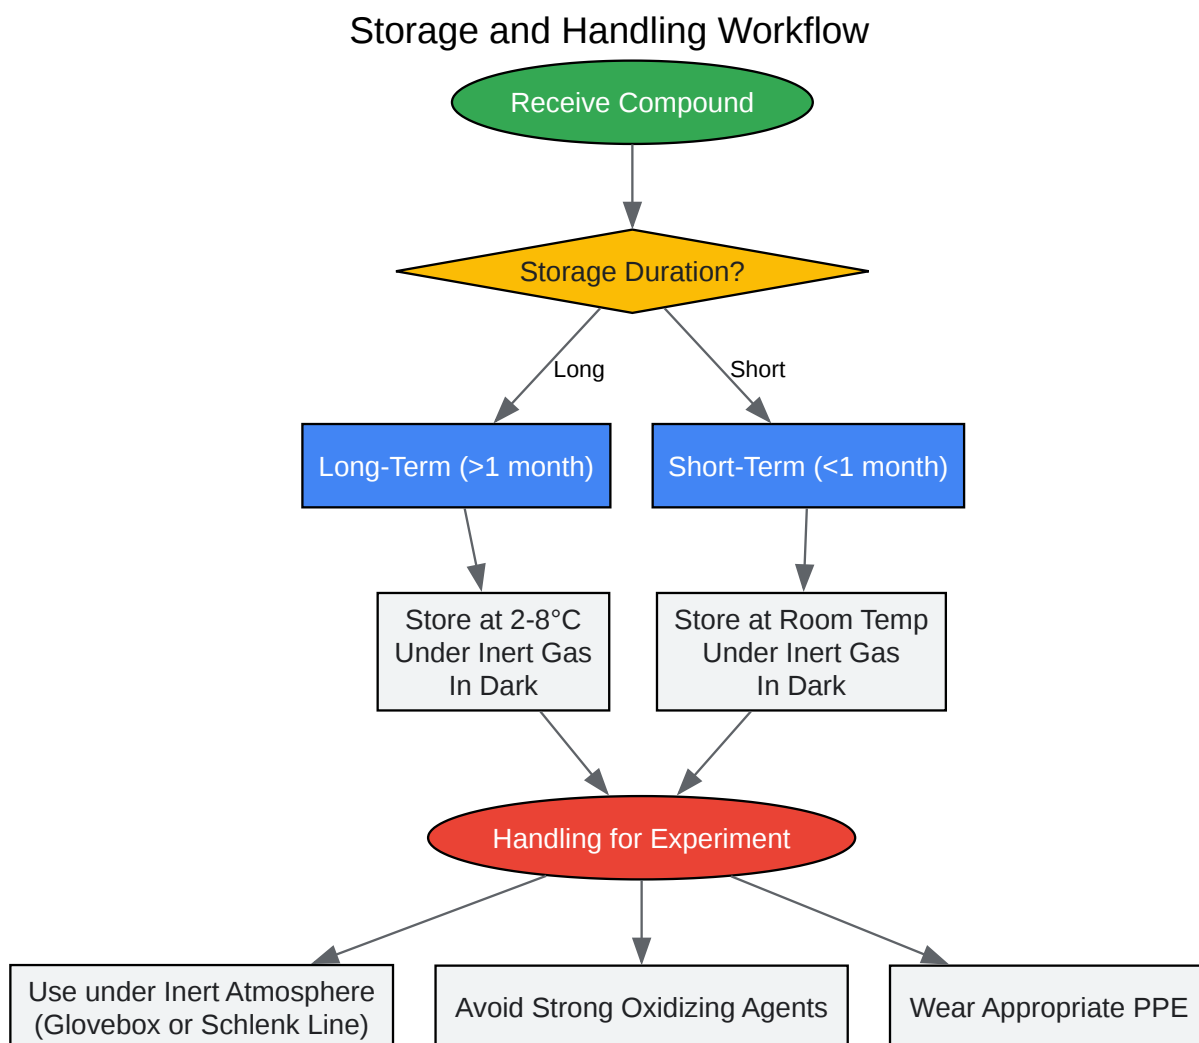 Storage and Handling Workflow
Receive Compound
Storage Duration?
Long
Short
Long-Term (>1 month)
Short-Term (<1 month)
Store at 2-8°C
Under Inert Gas
In Dark
Store at Room Temp
Under Inert Gas
In Dark
Handling for Experiment
Use under Inert Atmosphere
(Glovebox or Schlenk Line)
Avoid Strong Oxidizing Agents
Wear Appropriate PPE